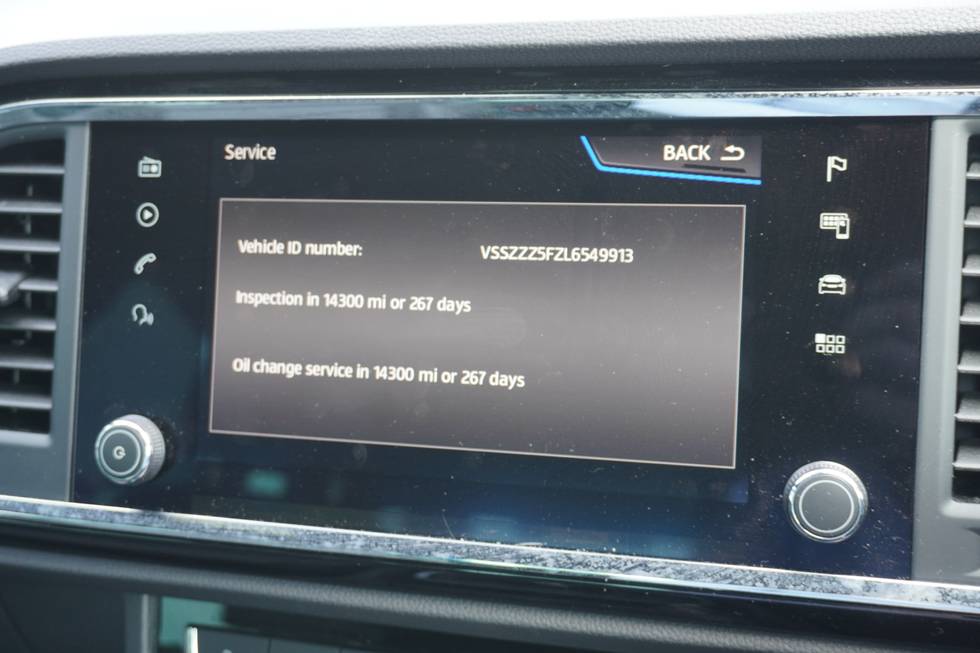 Service
BACK
Vehicle ID number: VSSZZZ5FZL6549913
Inspection in 14300 mi or 267 days
Oil change service in 14300 mi or 267 days